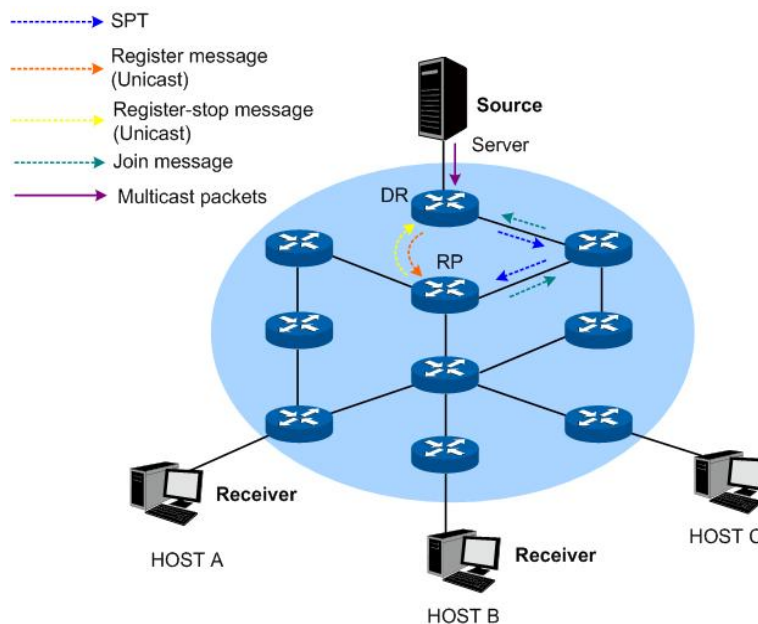 SPT
Register message
(Unicast)
Register-stop message
(Unicast)
Join message
Multicast packets
Source
Server
DR
RP
Receiver
HOST A
Receiver
HOST B
HOST C